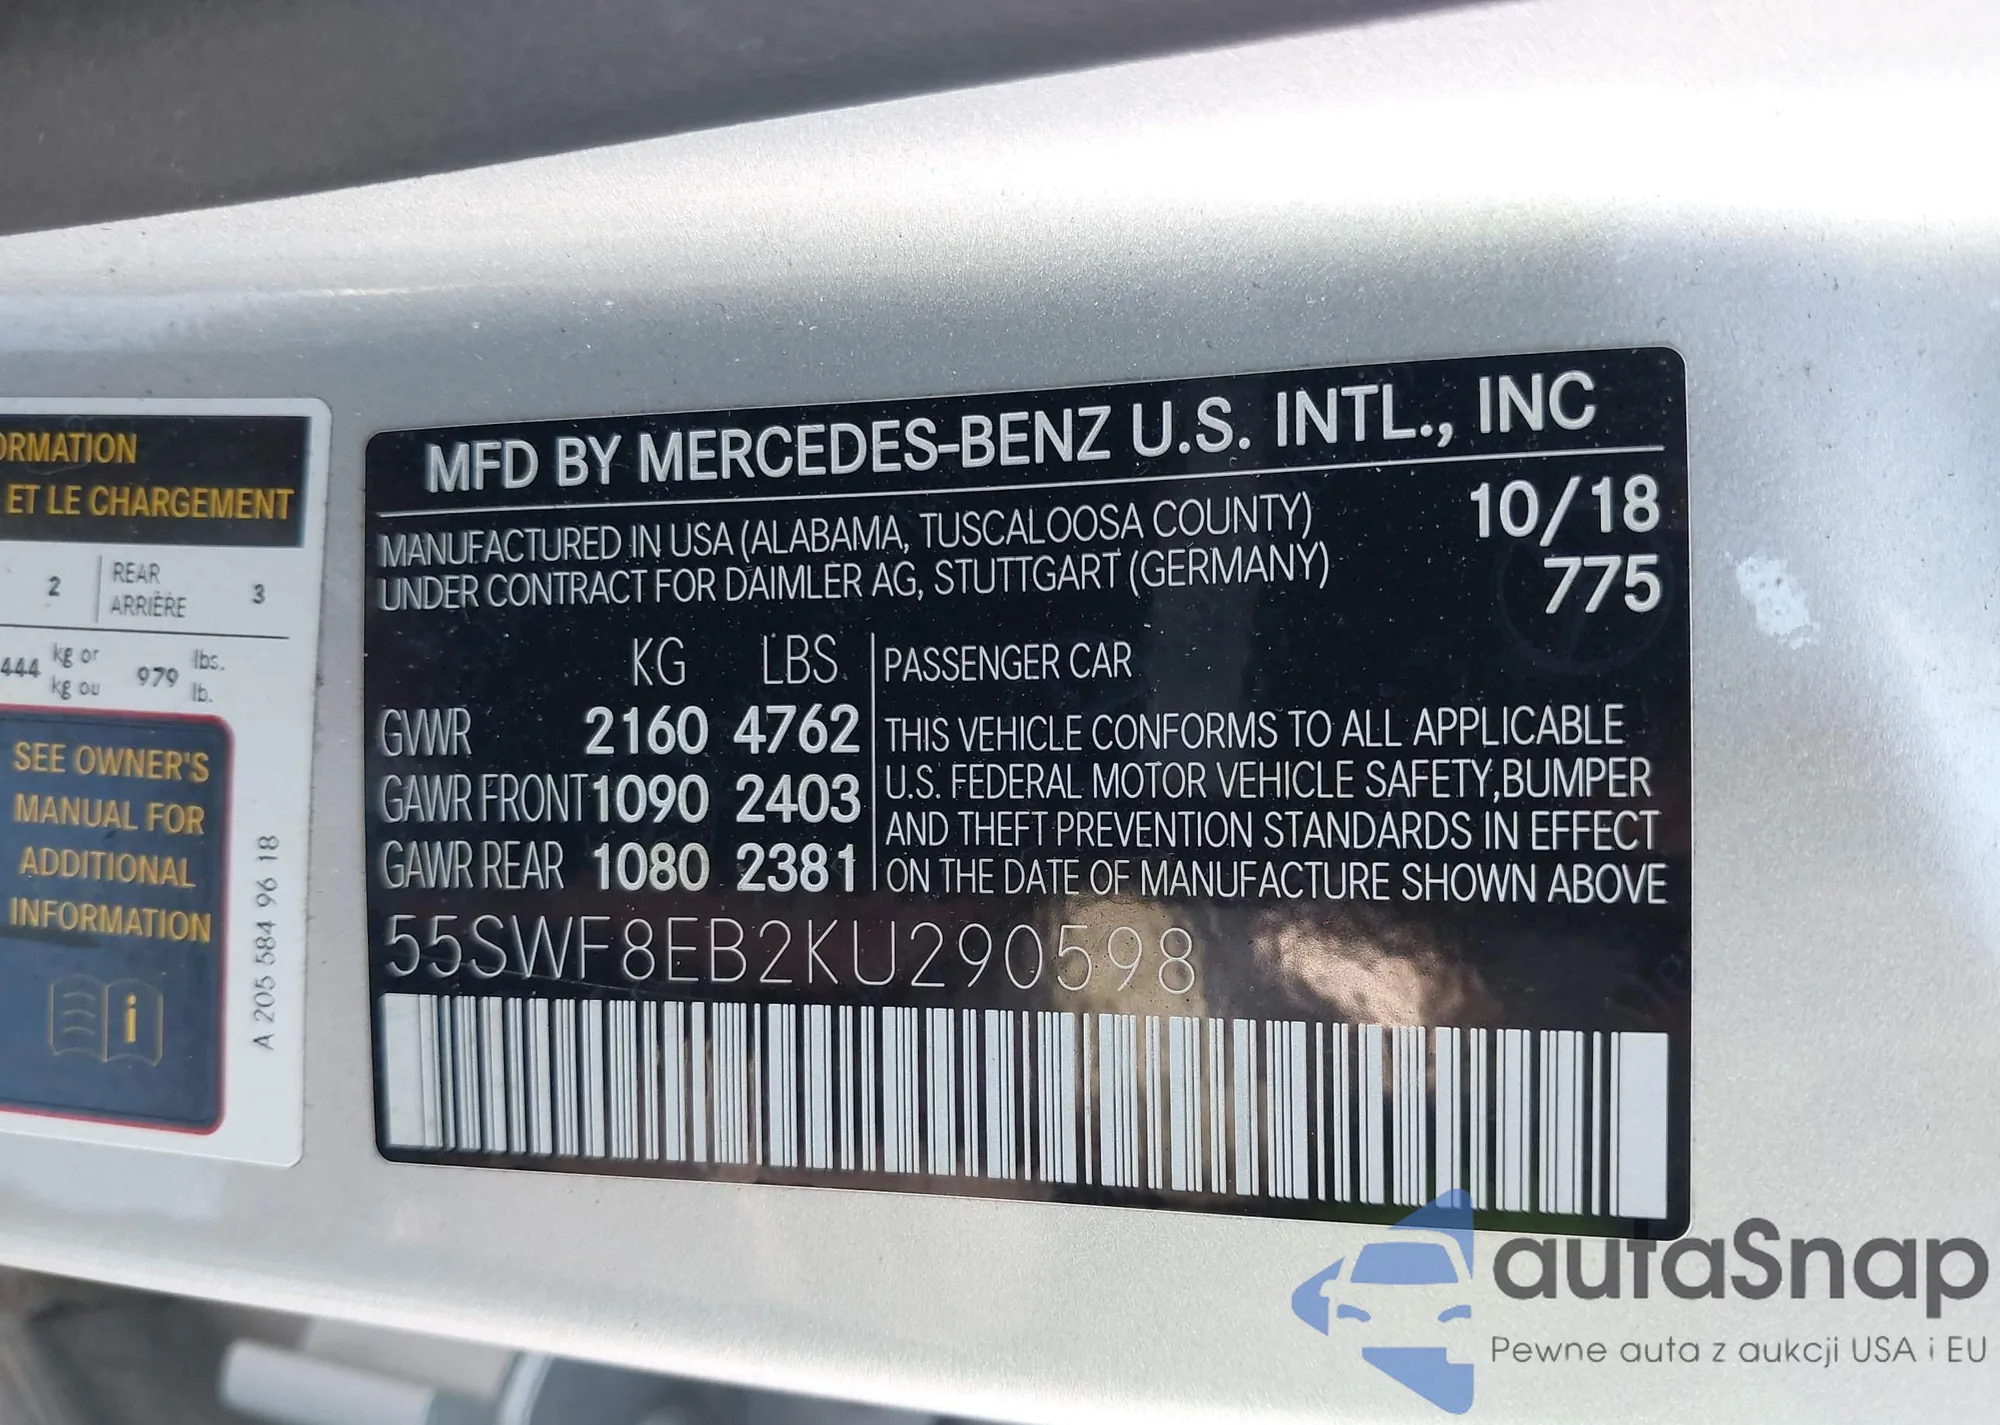 ORMATION
ET LE CHARGEMENT
2
REAR
ARRIÈRE
3
444 kg or 979 lbs.
kg ou lb.
SEE OWNER'S
MANUAL FOR
ADDITIONAL
INFORMATION
i
A 205 584 96 18
MFD BY MERCEDES-BENZ U.S. INTL., INC
MANUFACTURED IN USA (ALABAMA, TUSCALOOSA COUNTY)
UNDER CONTRACT FOR DAIMLER AG, STUTTGART (GERMANY)
10/18
775
KG LBS
GVWR 2160 4762
GAWR FRONT 1090 2403
GAWR REAR 1080 2381
PASSENGER CAR
THIS VEHICLE CONFORMS TO ALL APPLICABLE
U.S. FEDERAL MOTOR VEHICLE SAFETY,BUMPER
AND THEFT PREVENTION STANDARDS IN EFFECT
ON THE DATE OF MANUFACTURE SHOWN ABOVE
55SWF8EB2KU290598
autaSnap
Pewne auta z aukcji USA i EU